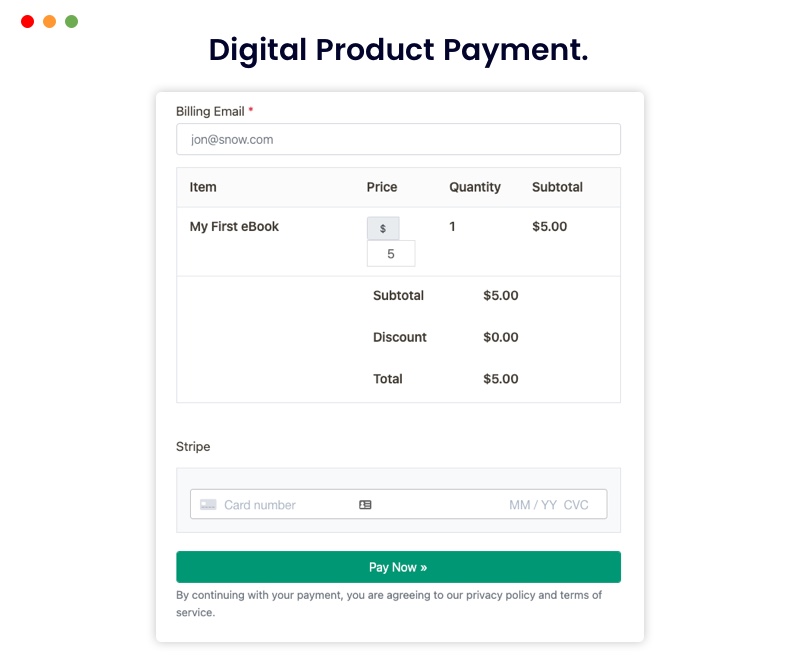 Digital Product Payment.
Billing Email *
jon@snow.com
Item Price Quantity Subtotal
My First eBook $ 1 $5.00
5
Subtotal $5.00
Discount $0.00
Total $5.00
Stripe
Card number MM / YY CVC
Pay Now »
By continuing with your payment, you are agreeing to our privacy policy and terms of
service.